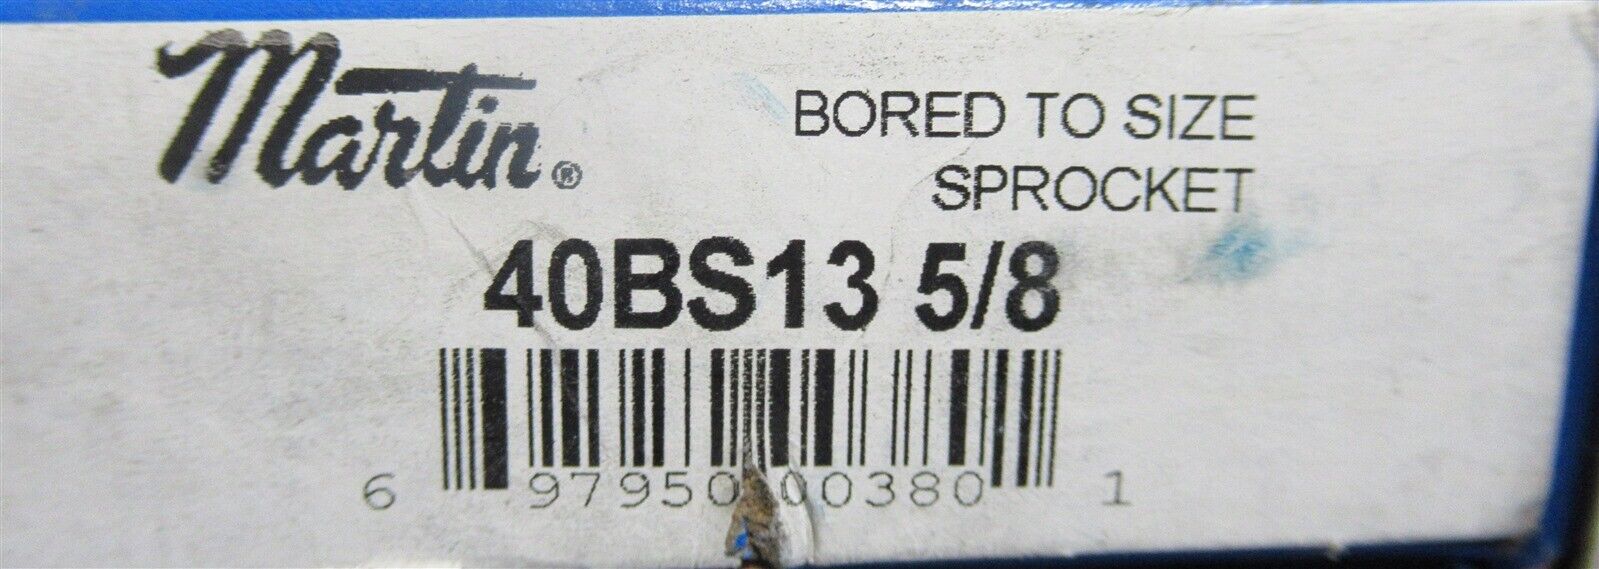 Martin®
BORED TO SIZE
SPROCKET
40BS13 5/8
6 97950 00380 1